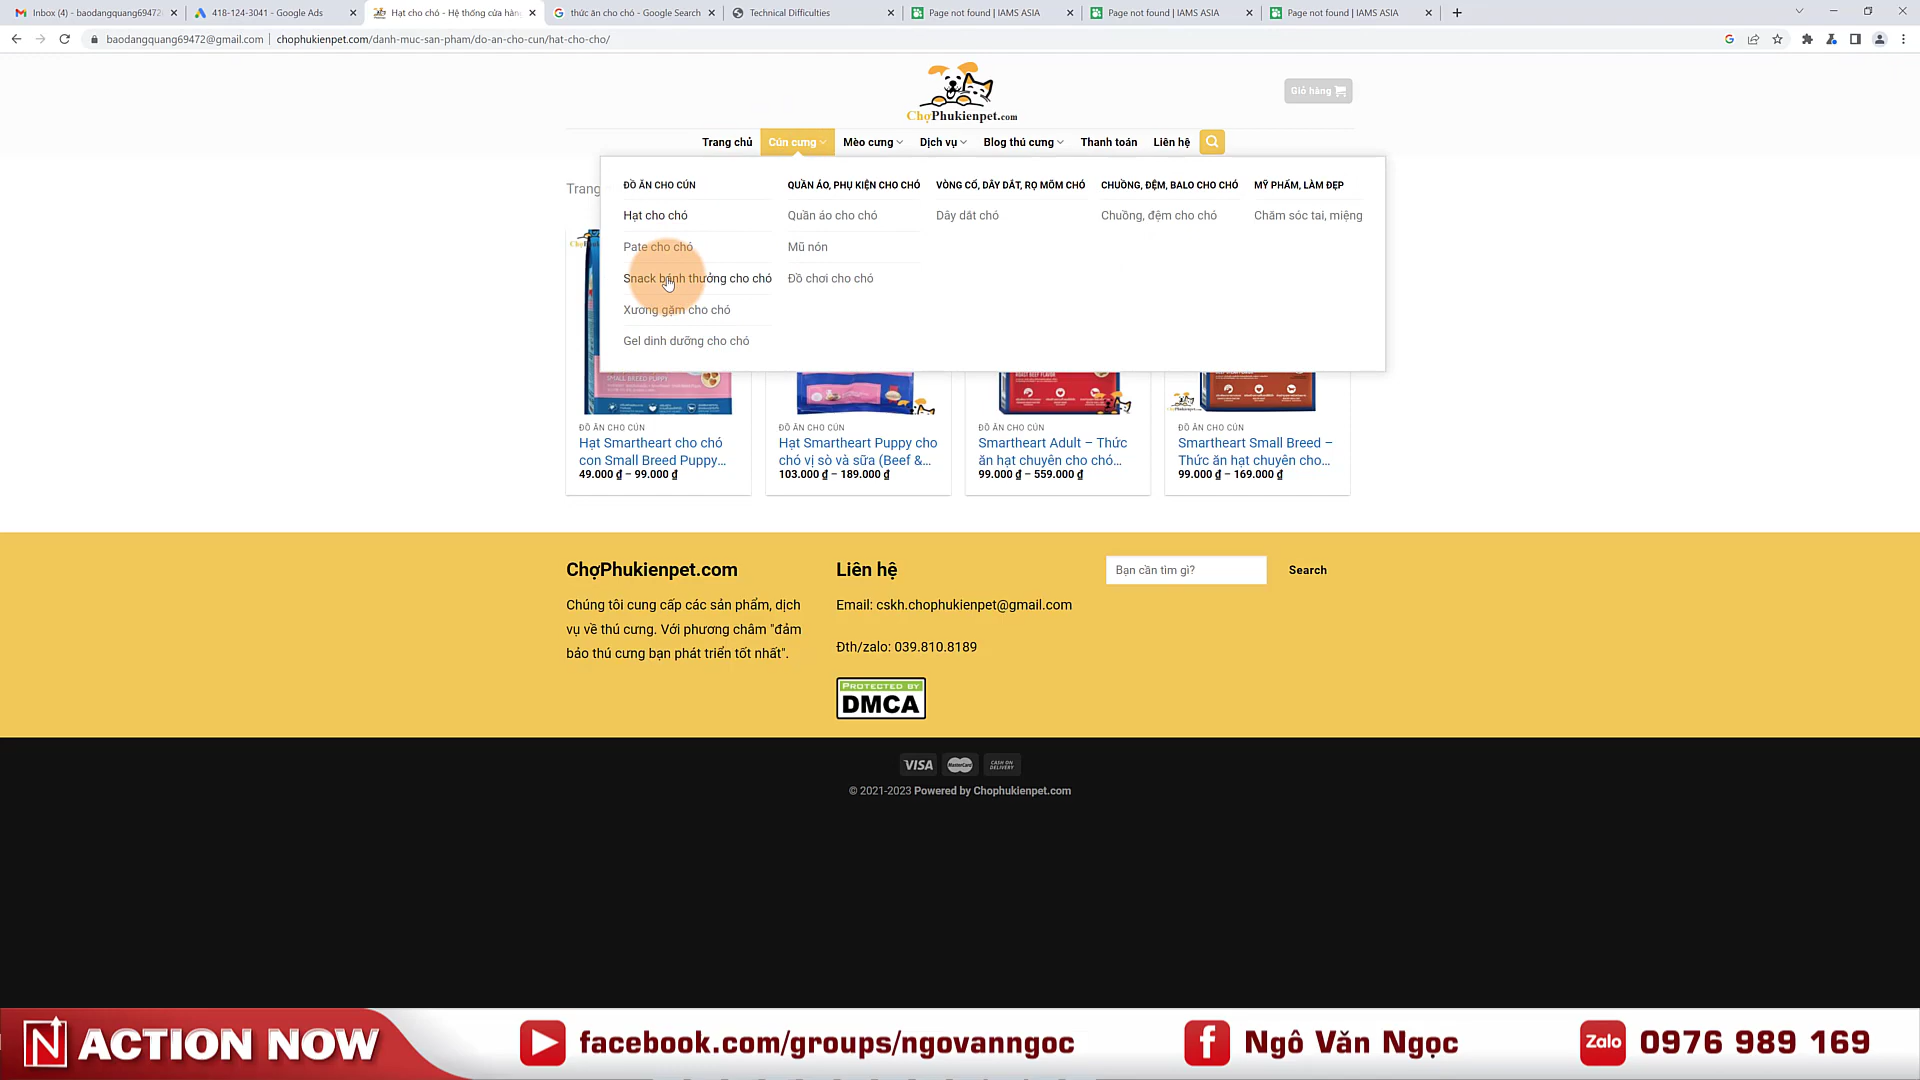 Inbox (4) - baodangquang69472
418-124-3041 - Google Ads
Hạt cho chó - Hệ thống cửa hàng
thức ăn cho chó - Google Search
Technical Difficulties
Page not found | IAMS ASIA
Page not found | IAMS ASIA
Page not found | IAMS ASIA
baodangquang69472@gmail.com | chophukienpet.com/danh-muc-san-pham/do-an-cho-cun/hat-cho-cho/
ChợPhukienpet.com
Giỏ hàng
Trang chủ
Cún cưng
Mèo cưng
Dịch vụ
Blog thú cưng
Thanh toán
Liên hệ
Trang
ĐỒ ĂN CHO CÚN
Hạt cho chó
Pate cho chó
Snack bánh thưởng cho chó
Xương gặm cho chó
Gel dinh dưỡng cho chó
QUẦN ÁO, PHỤ KIỆN CHO CHÓ
Quần áo cho chó
Mũ nón
Đồ chơi cho chó
VÒNG CỔ, DÂY DẮT, RỌ MÕM CHÓ
Dây dắt chó
CHUỒNG, ĐỆM, BALO CHO CHÓ
Chuồng, đệm cho chó
MỸ PHẨM, LÀM ĐẸP
Chăm sóc tai, miệng
SMALL BREED PUPPY
ROAST BEEF FLAVOR
ĐỒ ĂN CHO CÚN
Hạt Smartheart cho chó
con Small Breed Puppy...
49.000 ₫ – 99.000 ₫
ĐỒ ĂN CHO CÚN
Hạt Smartheart Puppy cho
chó vị sò và sữa (Beef &...
103.000 ₫ – 189.000 ₫
ĐỒ ĂN CHO CÚN
Smartheart Adult – Thức
ăn hạt chuyên cho chó...
99.000 ₫ – 559.000 ₫
ĐỒ ĂN CHO CÚN
Smartheart Small Breed –
Thức ăn hạt chuyên cho...
99.000 ₫ – 169.000 ₫
ChợPhukienpet.com
Chúng tôi cung cấp các sản phẩm, dịch
vụ về thú cưng. Với phương châm "đảm
bảo thú cưng bạn phát triển tốt nhất".
Liên hệ
Email: cskh.chophukienpet@gmail.com
Đth/zalo: 039.810.8189
PROTECTED BY
DMCA
Bạn cần tìm gì?
Search
VISA
MasterCard
CASH ON
DELIVERY
© 2021-2023 Powered by Chophukienpet.com
N ACTION NOW
facebook.com/groups/ngovanngoc
Ngô Văn Ngọc
Zalo 0976 989 169